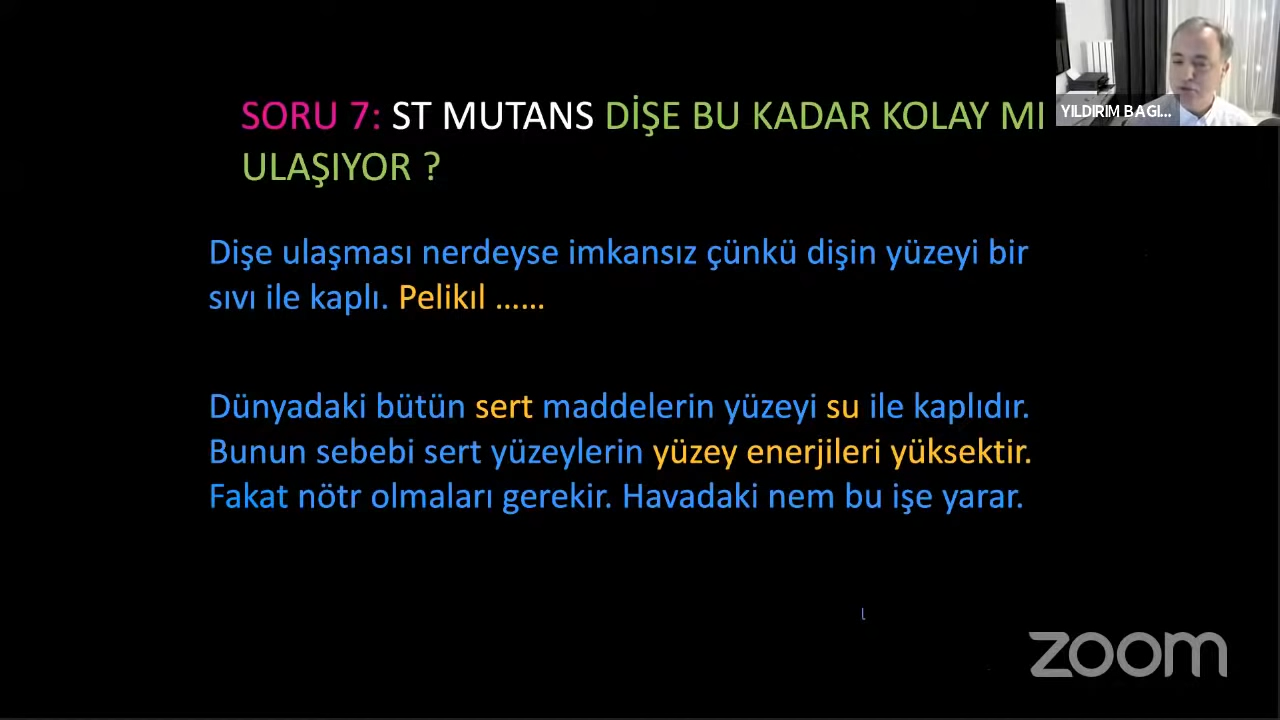 SORU 7: ST MUTANS DİŞE BU KADAR KOLAY MI
ULAŞIYOR ?
YILDIRIM BAGI...
Dişe ulaşması nerdeyse imkansız çünkü dişin yüzeyi bir
sıvı ile kaplı. Pelikıl ......
Dünyadaki bütün sert maddelerin yüzeyi su ile kaplıdır.
Bunun sebebi sert yüzeylerin yüzey enerjileri yüksektir.
Fakat nötr olmaları gerekir. Havadaki nem bu işe yarar.
zoom